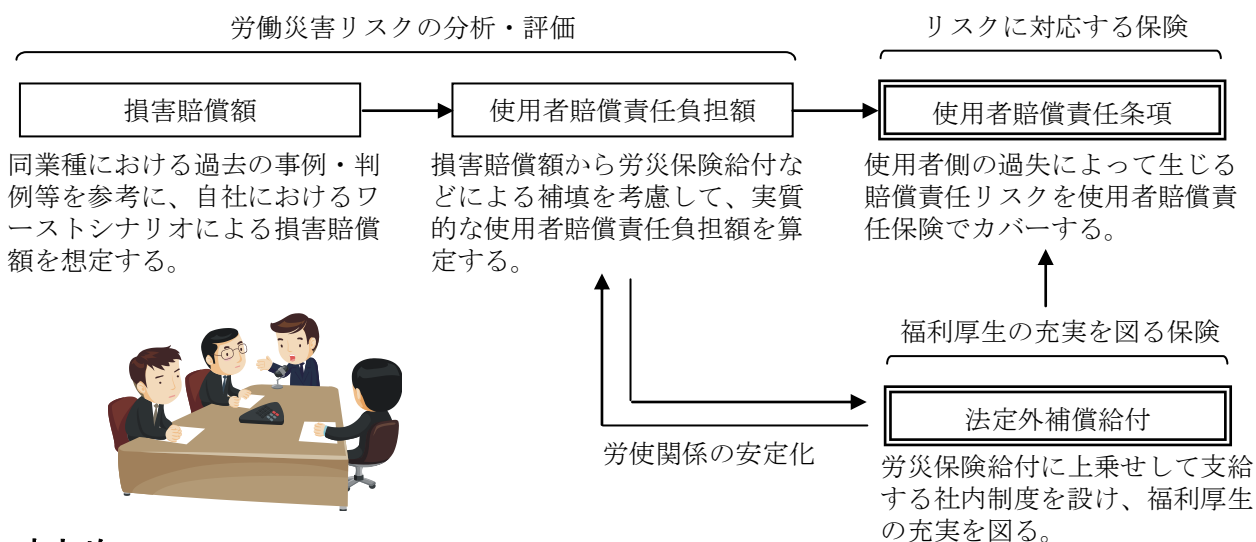 労働災害リスクの分析・評価
リスクに対応する保険
損害賠償額
使用者賠償責任負担額
使用者賠償責任条項
同業種における過去の事例・判
例等を参考に、自社におけるワ
ーストシナリオによる損害賠償
額を想定する。
損害賠償額から労災保険給付な
どによる補填を考慮して、実質
的な使用者賠償責任負担額を算
定する。
使用者側の過失によって生じる
賠償責任リスクを使用者賠償責
任保険でカバーする。
福利厚生の充実を図る保険
法定外補償給付
労使関係の安定化
労災保険給付に上乗せして支給
する社内制度を設け、福利厚生
の充実を図る。